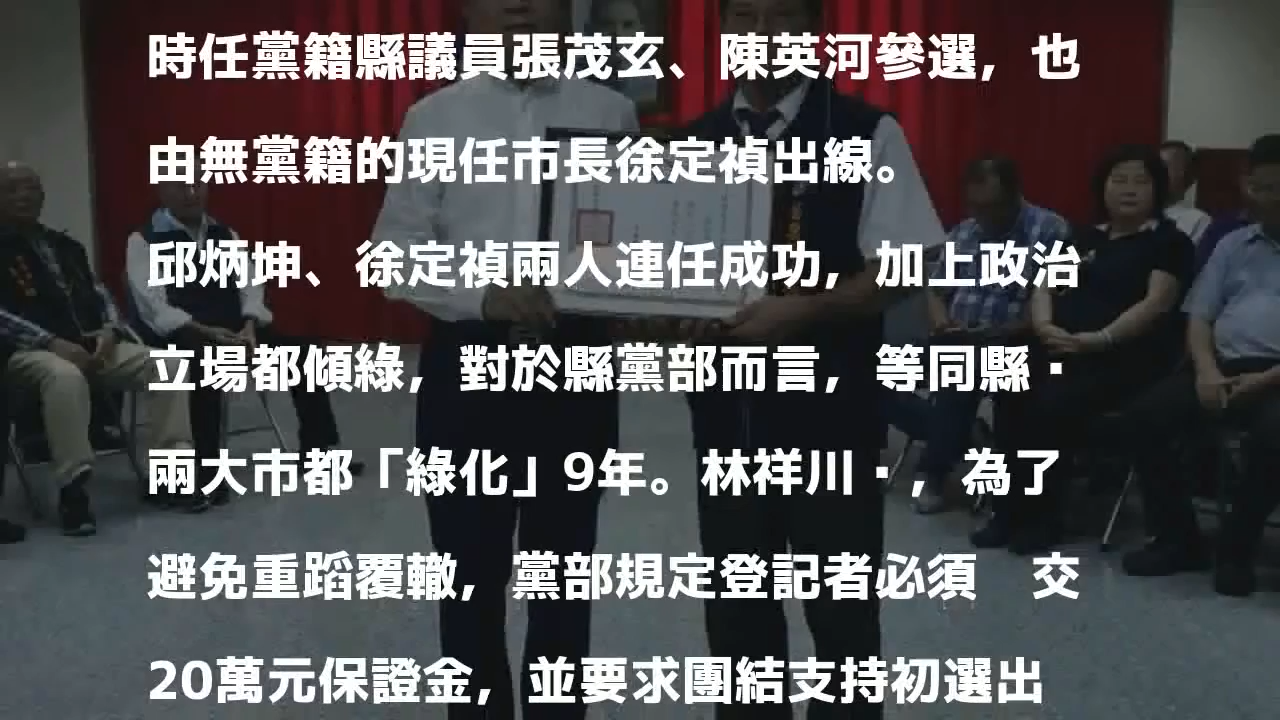 時任黨籍縣議員張茂玄、陳英河參選，也
由無黨籍的現任市長徐定禎出線。
邱炳坤、徐定禎兩人連任成功，加上政治
立場都傾綠，對於縣黨部而言，等同縣·
兩大市都「綠化」9年。林祥川·，為了
避免重蹈覆轍，黨部規定登記者必須　交
20萬元保證金，並要求團結支持初選出